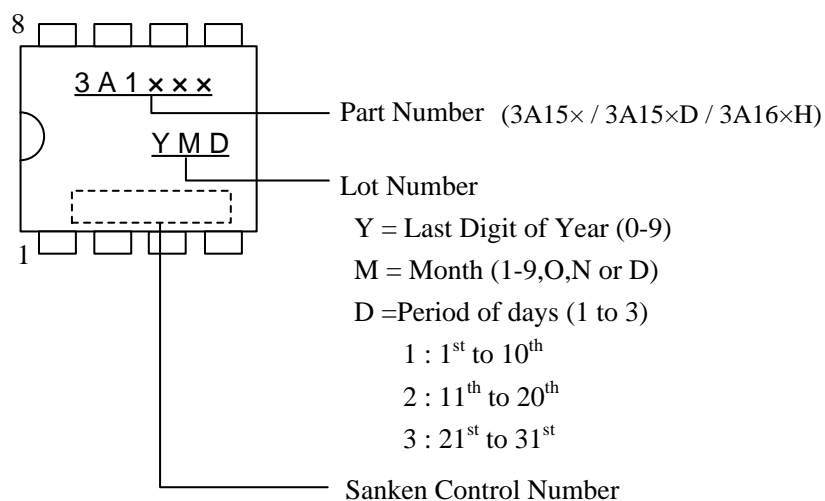 8
3 A 1 × × ×
Part Number (3A15× / 3A15×D / 3A16×H)
Y M D
Lot Number
Y = Last Digit of Year (0-9)
1
M = Month (1-9,O,N or D)
D =Period of days (1 to 3)
1 : 1st to 10th
2 : 11th to 20th
3 : 21st to 31st
Sanken Control Number